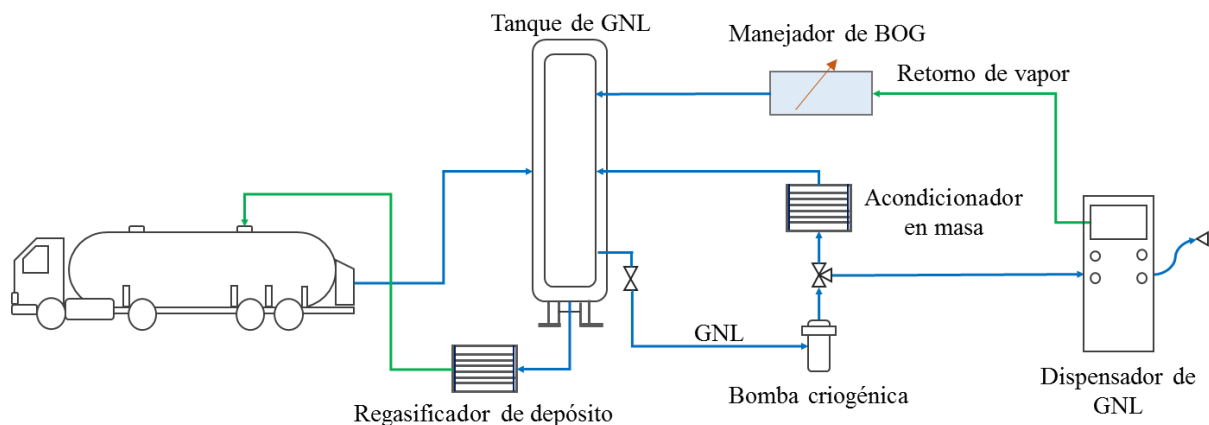 Tanque de GNL
Manejador de BOG
Retorno de vapor
Acondicionador
en masa
GNL
Bomba criogénica
Dispensador de
GNL
Regasificador de depósito